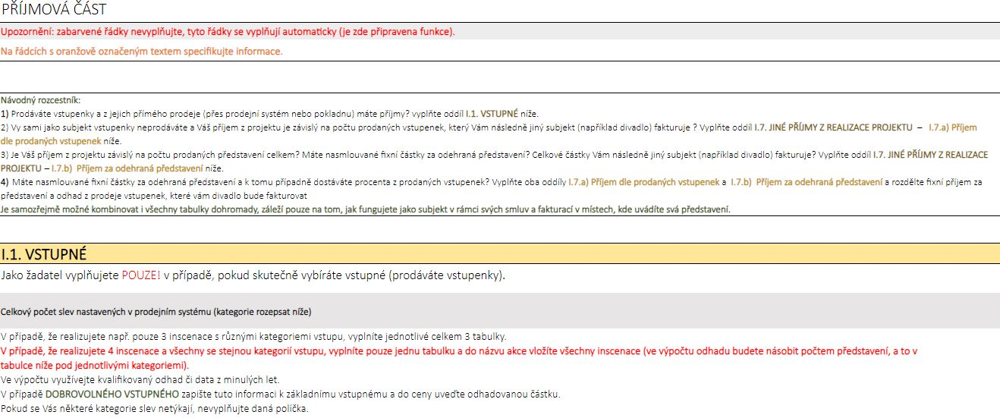 PŘÍJMOVÁ ČÁST
Upozornění: zabarvené řádky nevyplňujte, tyto řádky se vyplňují automaticky (je zde připravena funkce).
Na řádcích s oranžově označeným textem specifikujte informace.
Návodný rozcestník:
1) Prodáváte vstupenky a z jejich přímého prodeje (přes prodejní systém nebo pokladnu) máte příjmy? vyplňte oddíl I.1. VSTUPNÉ níže.
2) Vy sami jako subjekt vstupenky neprodáváte a Váš příjem z projektu je závislý na počtu prodaných vstupenek, který Vám následně jiný subjekt (například divadlo) fakturuje ? Vyplňte oddíl I.7. JINÉ PŘÍJMY Z REALIZACE PROJEKTU – I.7.a) Příjem
dle prodaných vstupenek níže.
3) Je Váš příjem z projektu závislý na počtu prodaných představení celkem? Máte nasmlouvané fixní částky za odehraná představení? Celkové částky Vám následně jiný subjekt (například divadlo) fakturuje? Vyplňte oddíl I.7. JINÉ PŘÍJMY Z REALIZACE
PROJEKTU – I.7.b) Příjem za odehraná představení níže.
4) Máte nasmlouvané fixní částky za odehraná představení a k tomu případně dostáváte procenta z prodaných vstupenek? Vyplňte oba oddíly I.7.a) Příjem dle prodaných vstupenek a I.7.b) Příjem za odehraná představení a rozdělte fixní příjem za
představení a odhad z prodeje vstupenek, které vám divadlo bude fakturovat
Je samozřejmě možné kombinovat i všechny tabulky dohromady, záleží pouze na tom, jak fungujete jako subjekt v rámci svých smluv a fakturací v místech, kde uvádíte svá představení.
I.1. VSTUPNÉ
Jako žadatel vyplňujete POUZE! v případě, pokud skutečně vybíráte vstupné (prodáváte vstupenky).
Celkový počet slev nastavených v prodejním systému (kategorie rozepsat níže)
V případě, že realizujete např. pouze 3 inscenace s různými kategoriemi vstupu, vyplníte jednotlivé celkem 3 tabulky.
V případě, že realizujete 4 inscenace a všechny se stejnou kategorií vstupu, vyplníte pouze jednu tabulku a do názvu akce vložíte všechny inscenace (ve výpočtu odhadu budete násobit počtem představení, a to v
tabulce níže pod jednotlivými kategoriemi).
Ve výpočtu využívejte kvalifikovaný odhad či data z minulých let.
V případě DOBROVOLNÉHO VSTUPNÉHO zapište tuto informaci k základnímu vstupnému a do ceny uveďte odhadovanou částku.
Pokud se Vás některé kategorie slev netýkají, nevyplňujte daná políčka.